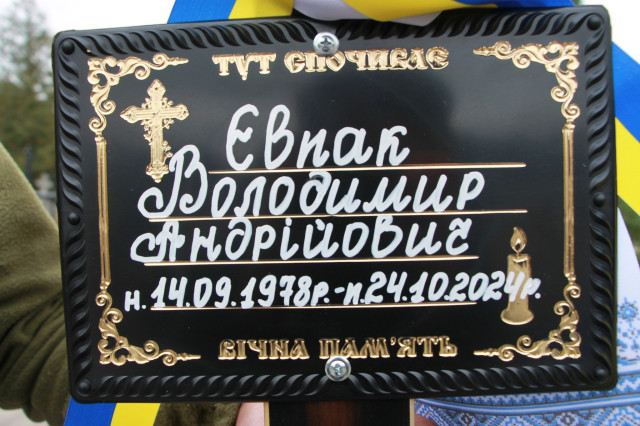 ТУТ СПОЧИВАЄ
Євпак
Володимир
Андрійович
н. 14.09.1978р.-п.24.10.2024р.
ВІЧНА ПАМ'ЯТЬ